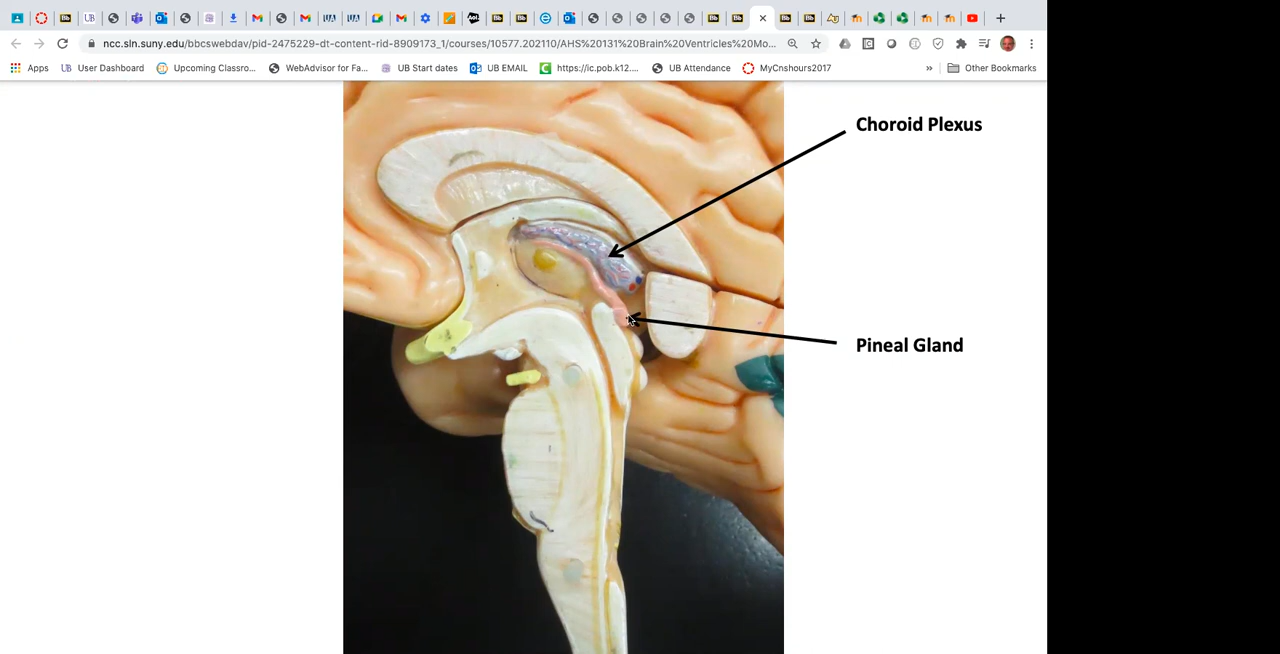 ncc.sln.suny.edu/bbcswebdav/pid-2475229-dt-content-rid-8909173_1/courses/10577.202110/AHS%20131%20Brain%20Ventricles%20Mo...
Apps UB User Dashboard Upcoming Classro... WebAdvisor for Fa... UB Start dates UB EMAIL https://ic.pob.k12.... UB Attendance MyCnshours2017 » Other Bookmarks
Choroid Plexus
Pineal Gland